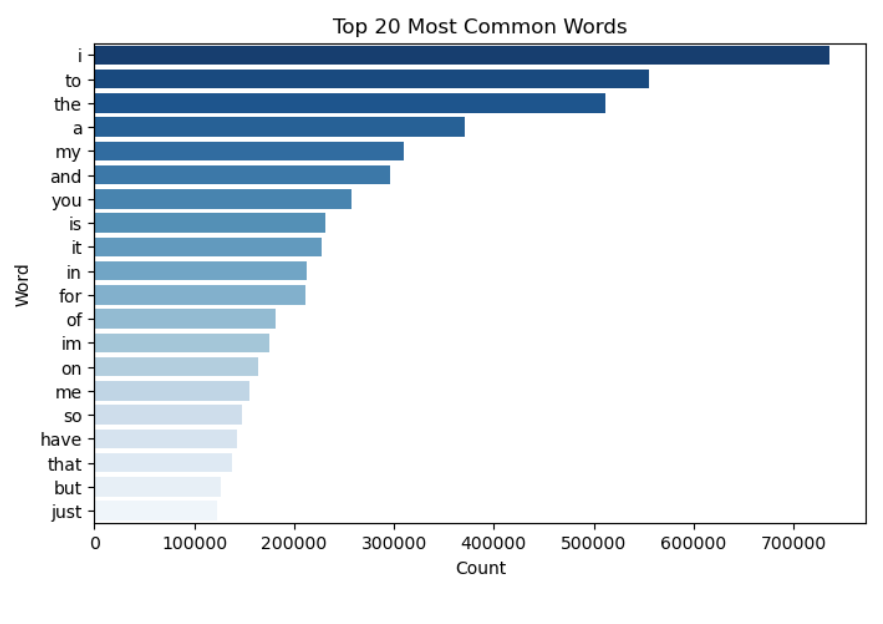 Top 20 Most Common Words
i
to
the
a
my
and
you
is
it
in
for
of
im
on
me
so
have
that
but
just
Word
0 100000 200000 300000 400000 500000 600000 700000
Count